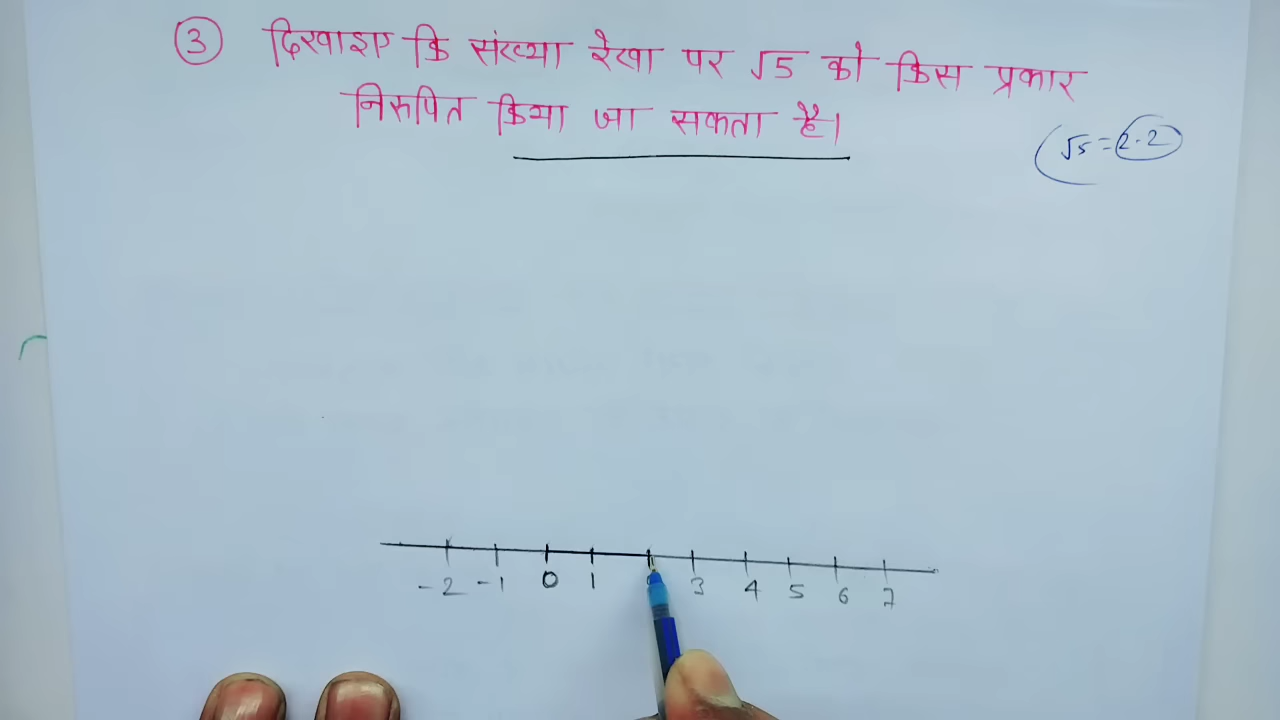 ③ दिखाइए कि संख्या रेखा पर √5 को किस प्रकार
निरुपित किया जा सकता है।
√5 = 2.2
-2 -1 0 1 3 4 5 6 7